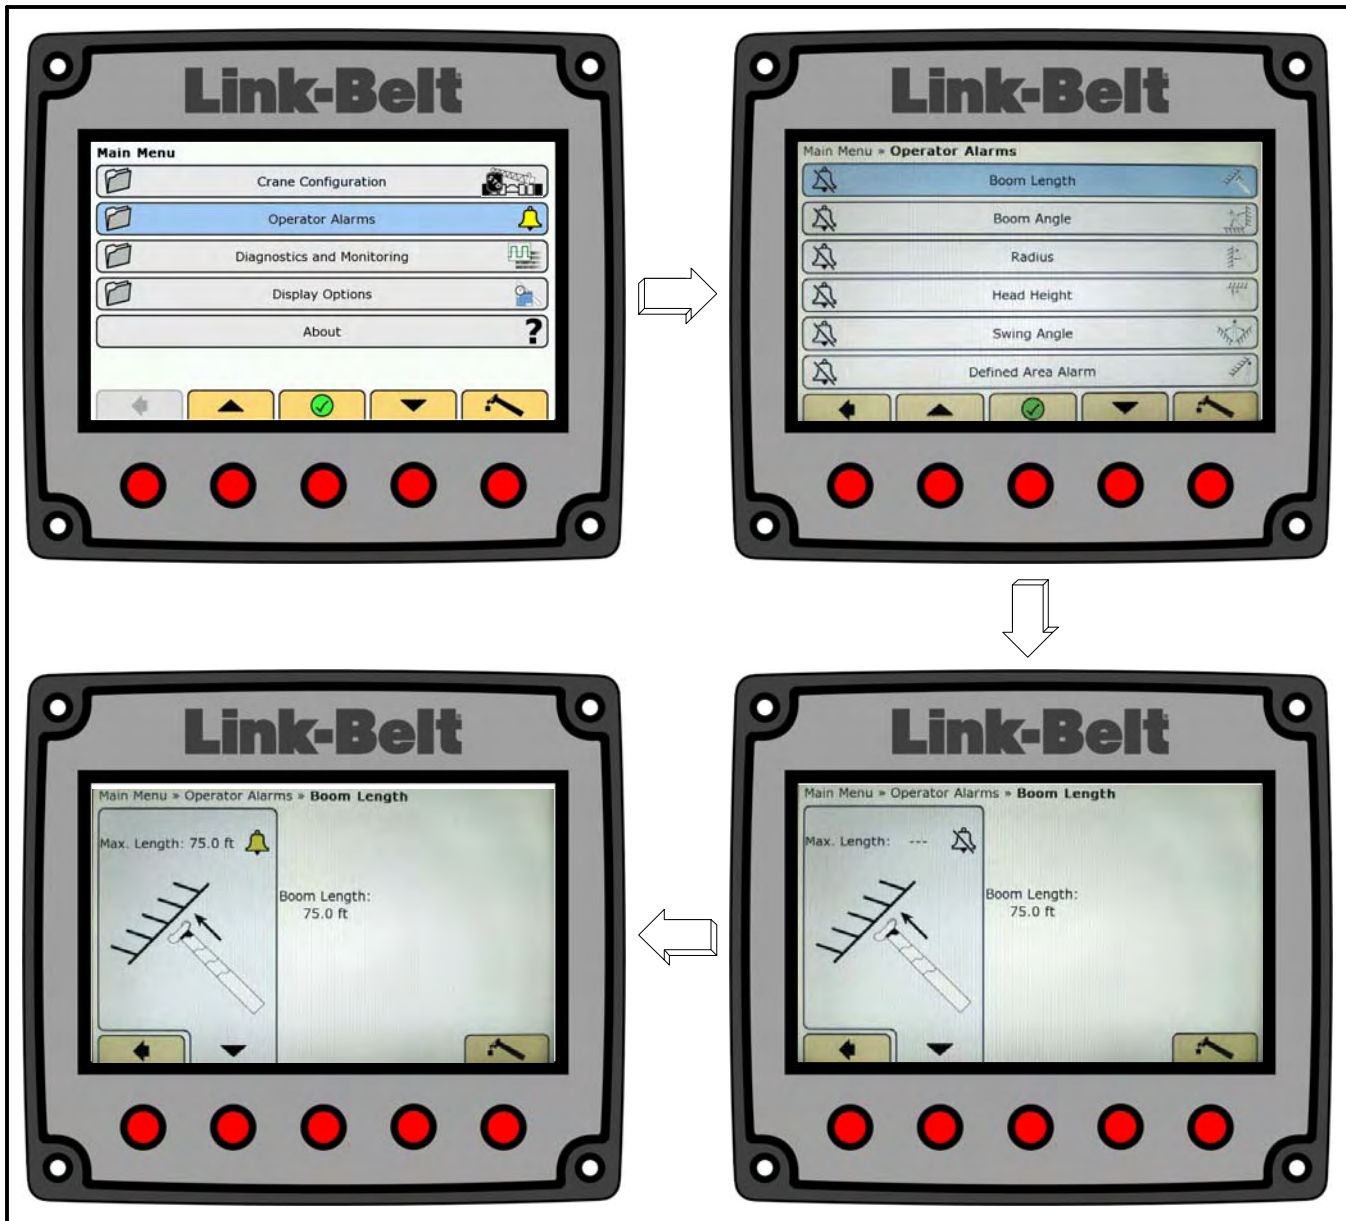 Link-Belt
Main Menu
Crane Configuration
Operator Alarms
Diagnostics and Monitoring
Display Options
About
?
Link-Belt
Main Menu » Operator Alarms
Boom Length
Boom Angle
Radius
Head Height
Swing Angle
Defined Area Alarm
Link-Belt
Main Menu » Operator Alarms » Boom Length
Max. Length: 75.0 ft
Boom Length:
75.0 ft
Link-Belt
Main Menu » Operator Alarms » Boom Length
Max. Length: ---
Boom Length:
75.0 ft